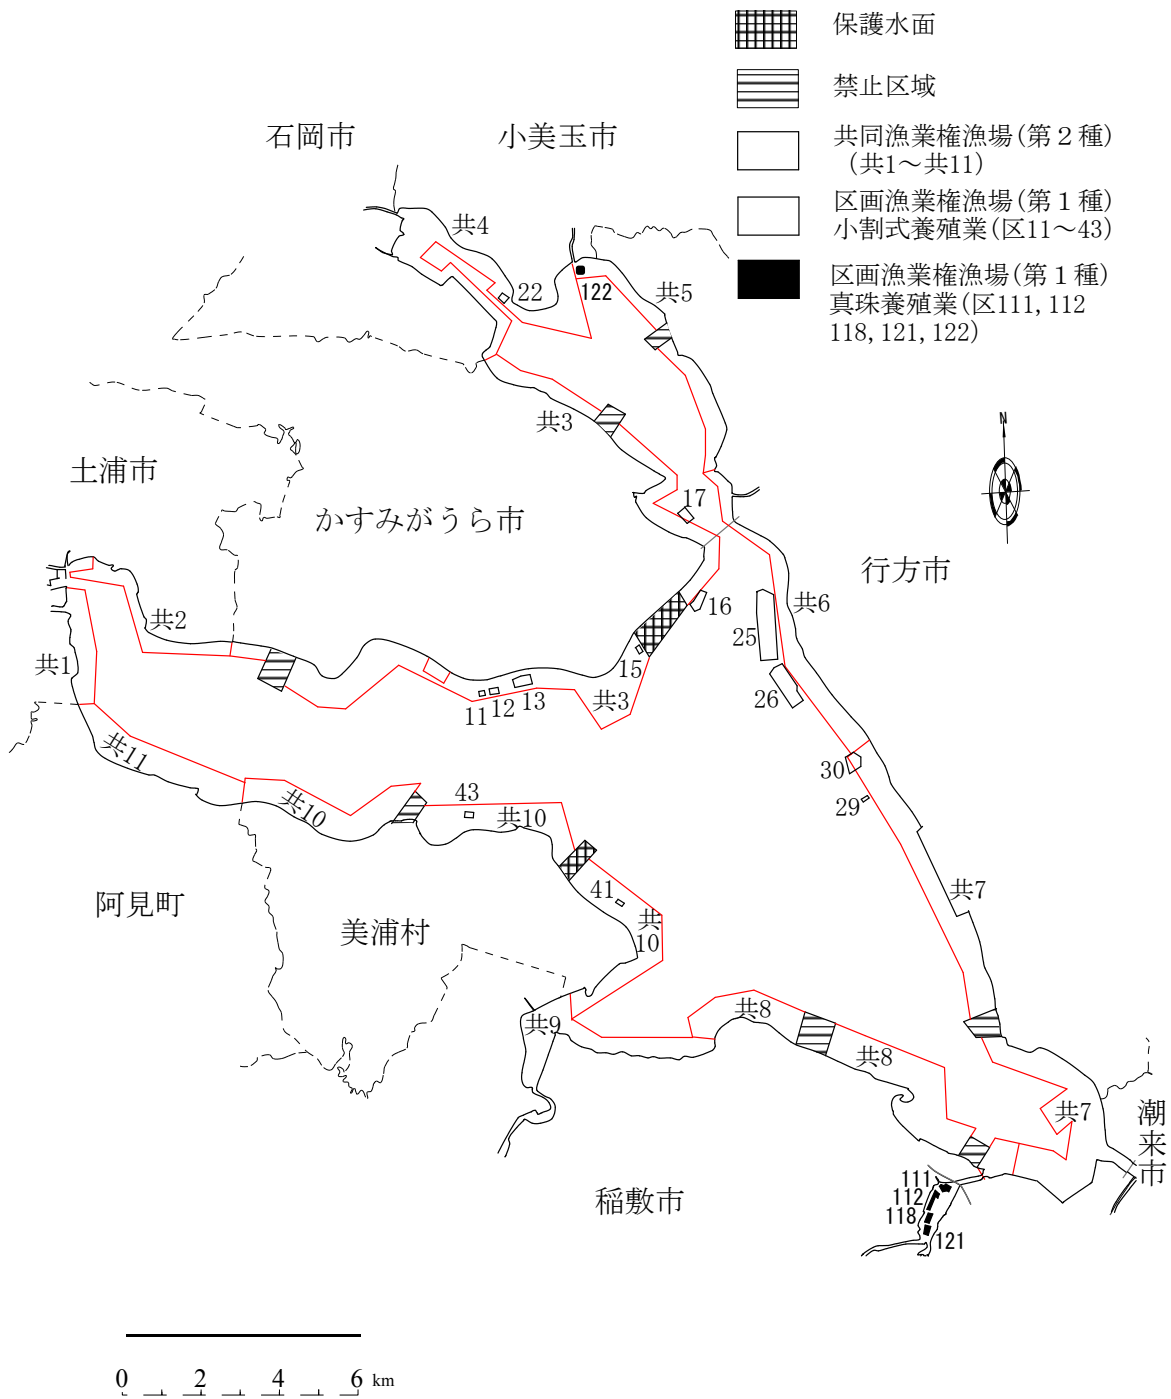 保護水面
禁止区域
共同漁業権漁場(第２種)
(共1～共11)
区画漁業権漁場(第１種)
小割式養殖業(区11～43)
区画漁業権漁場(第１種)
真珠養殖業(区111, 112
118, 121, 122)
石岡市
小美玉市
共4
22
122
共5
共3
土浦市
かすみがうら市
17
N
行方市
共2
16
共6
25
15
共1
26
11
12
13
共3
共11
30
43
29
共10
共10
41
共7
阿見町
美浦村
共
10
共9
共8
共8
共7
潮来市
111
112
118
121
稲敷市
0 2 4 6 km